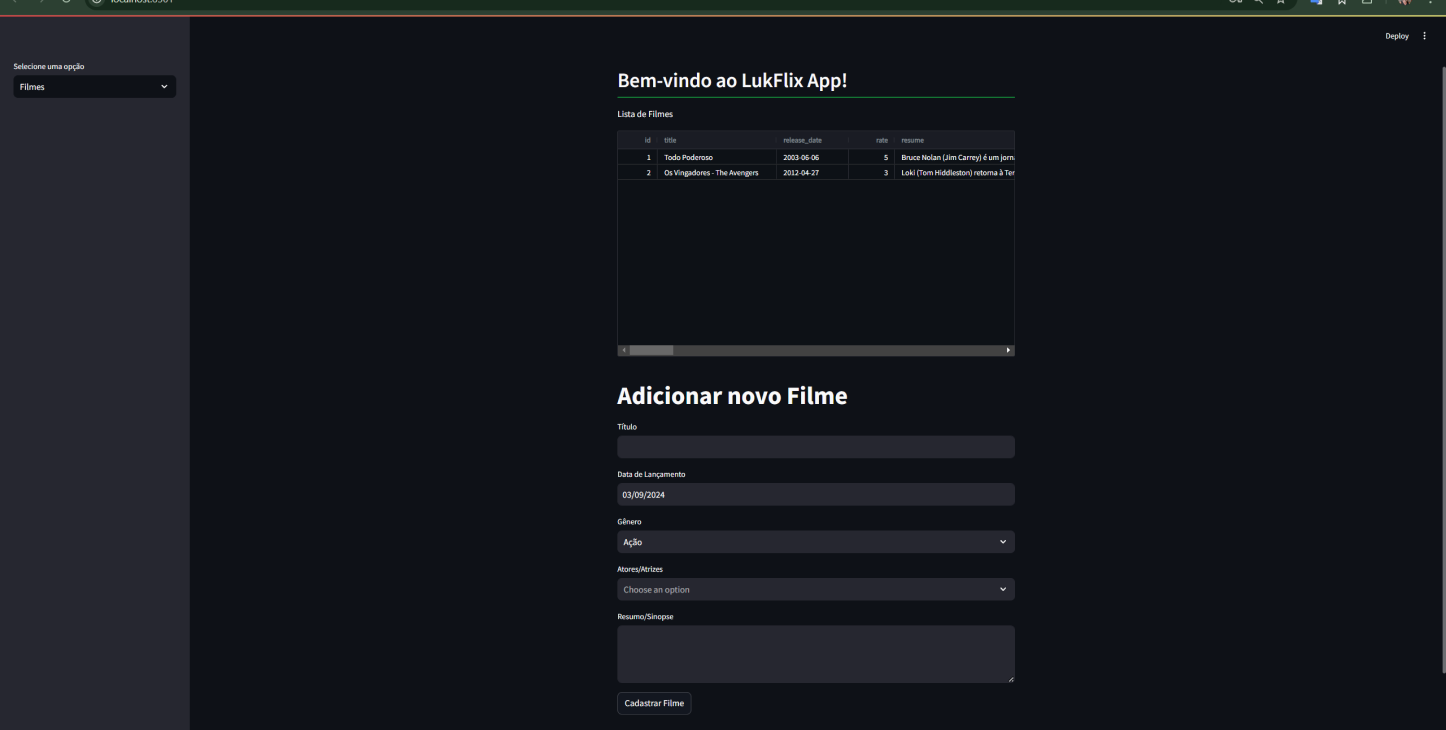 Deploy
Selecione uma opção
Filmes
Bem-vindo ao LukFlix App!
Lista de Filmes
id title release_date rate resume
1 Todo Poderoso 2003-06-06 5 Bruce Nolan (Jim Carrey) é um jorn
2 Os Vingadores - The Avengers 2012-04-27 3 Loki (Tom Hiddleston) retorna à Ter
Adicionar novo Filme
Título
Data de Lançamento
03/09/2024
Gênero
Ação
Atores/Atrizes
Choose an option
Resumo/Sinopse
Cadastrar Filme